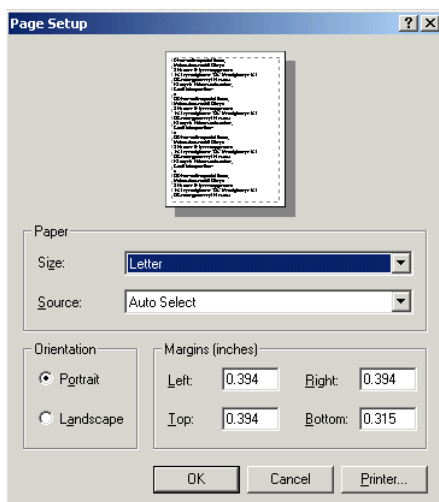 Page Setup
Paper
Size: Letter
Source: Auto Select
Orientation
Portrait
Landscape
Margins (inches)
Left: 0.394 Right: 0.394
Top: 0.394 Bottom: 0.315
OK Cancel Printer...